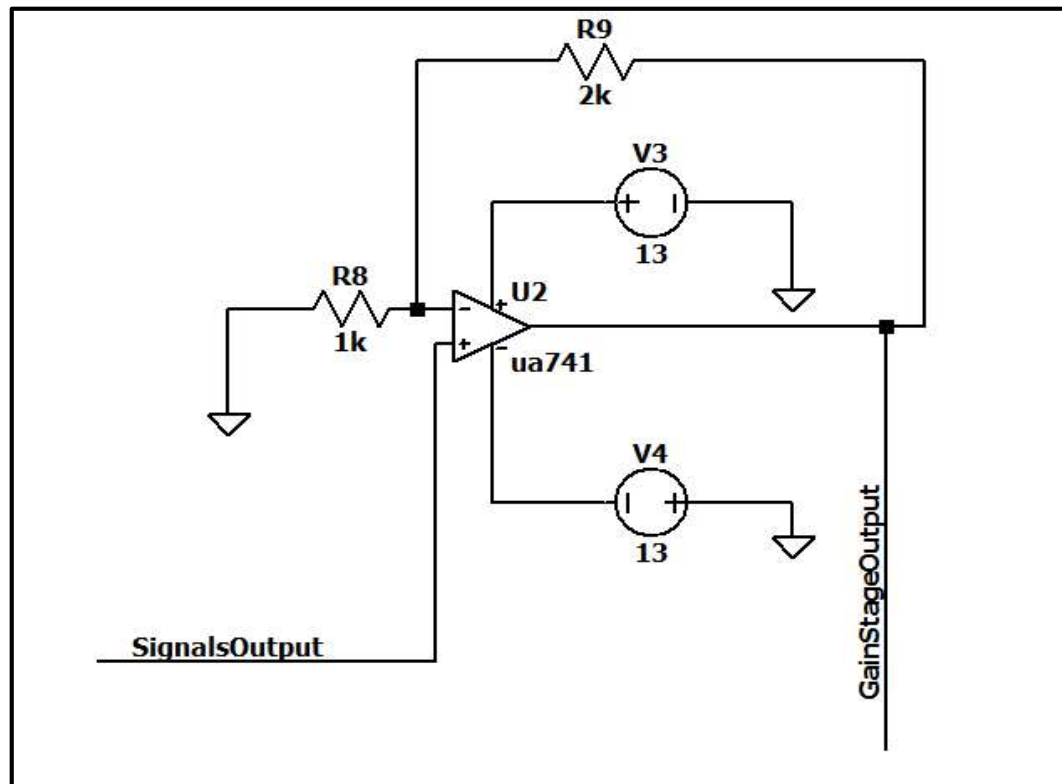 R9
2k
V3
13
R8
1k
U2
ua741
V4
13
SignalsOutput
GainStageOutput